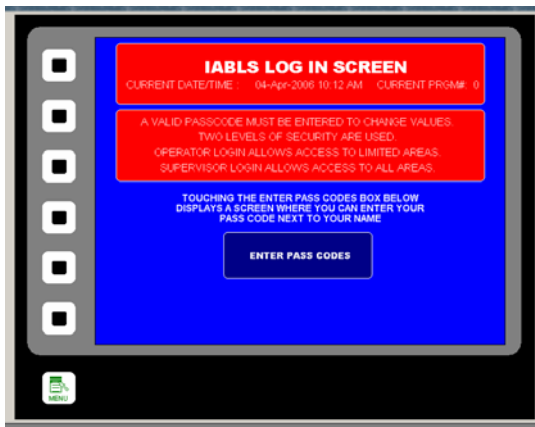 IABLS LOG IN SCREEN
CURRENT DATE/TIME : 04-Apr-2006 10:12 AM CURRENT PRGM#: 0
A VALID PASSCODE MUST BE ENTERED TO CHANGE VALUES.
TWO LEVELS OF SECURITY ARE USED.
OPERATOR LOGIN ALLOWS ACCESS TO LIMITED AREAS.
SUPERVISOR LOGIN ALLOWS ACCESS TO ALL AREAS.
TOUCHING THE ENTER PASS CODES BOX BELOW
DISPLAYS A SCREEN WHERE YOU CAN ENTER YOUR
PASS CODE NEXT TO YOUR NAME
ENTER PASS CODES
MENU